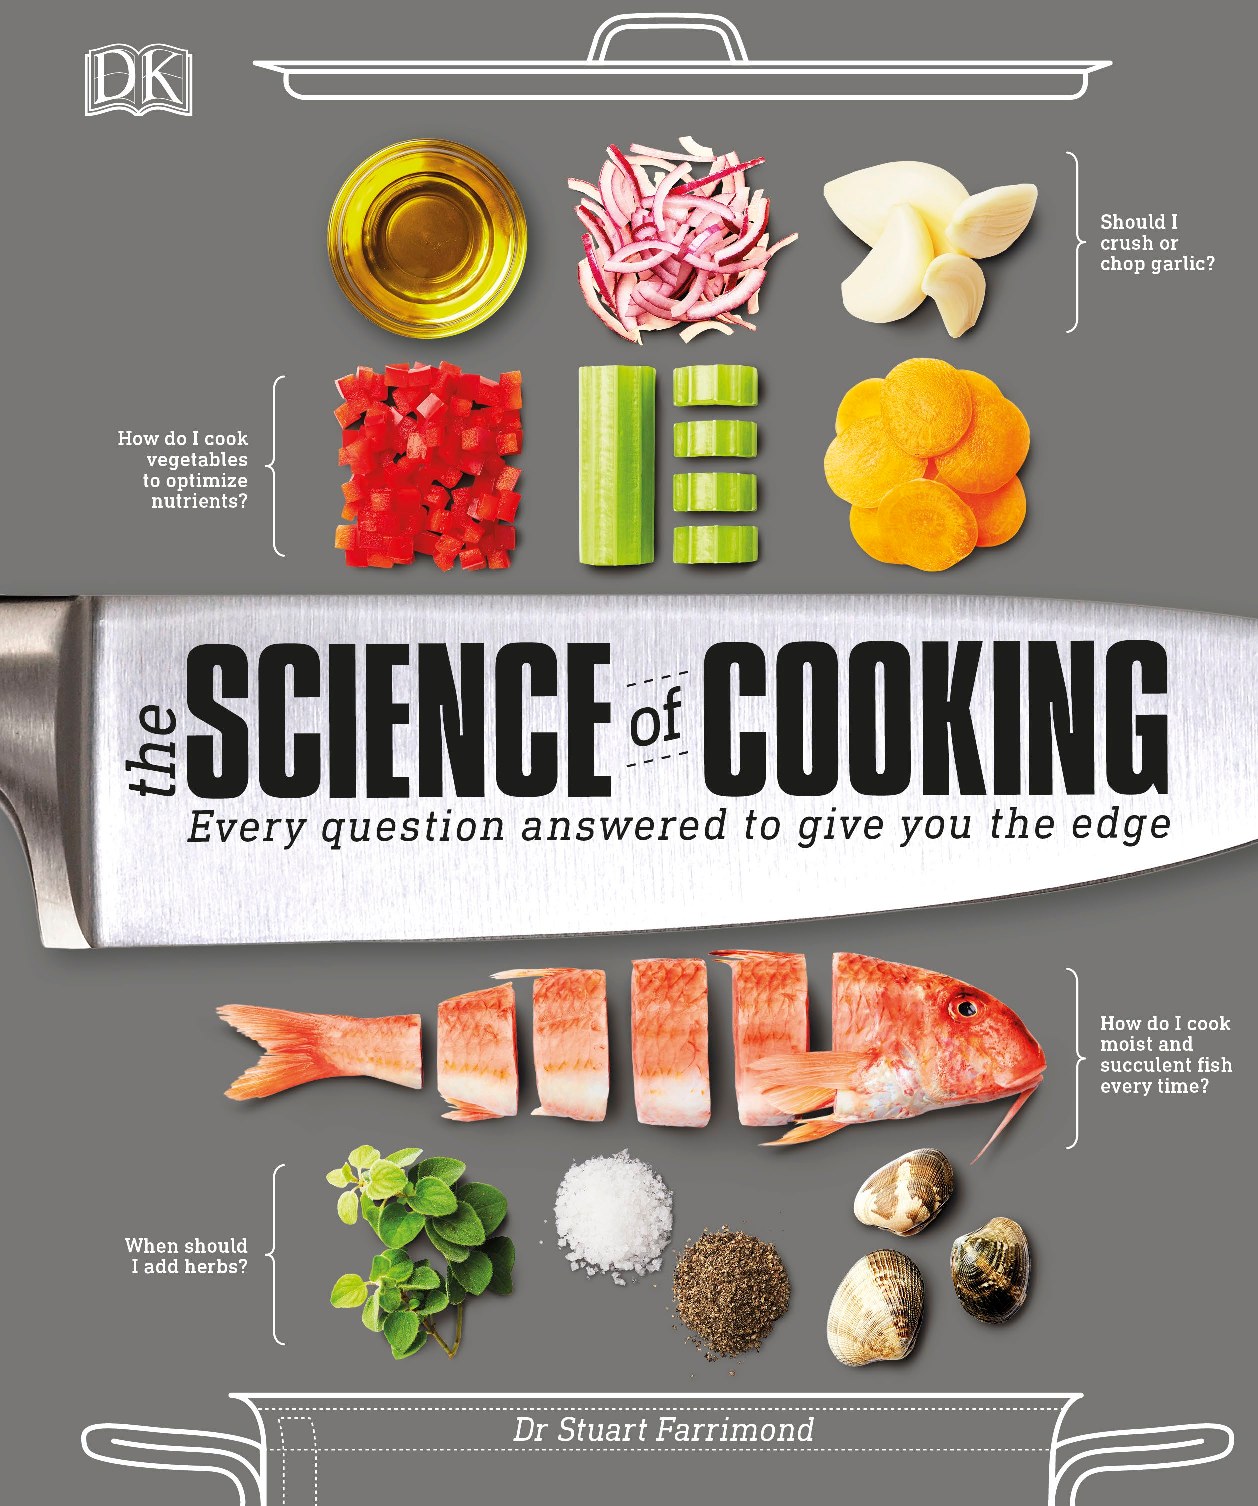 DK
Should I
crush or
chop garlic?
How do I cook
vegetables
to optimize
nutrients?
the SCIENCE of COOKING
Every question answered to give you the edge
How do I cook
moist and
succulent fish
every time?
When should
I add herbs?
Dr Stuart Farrimond